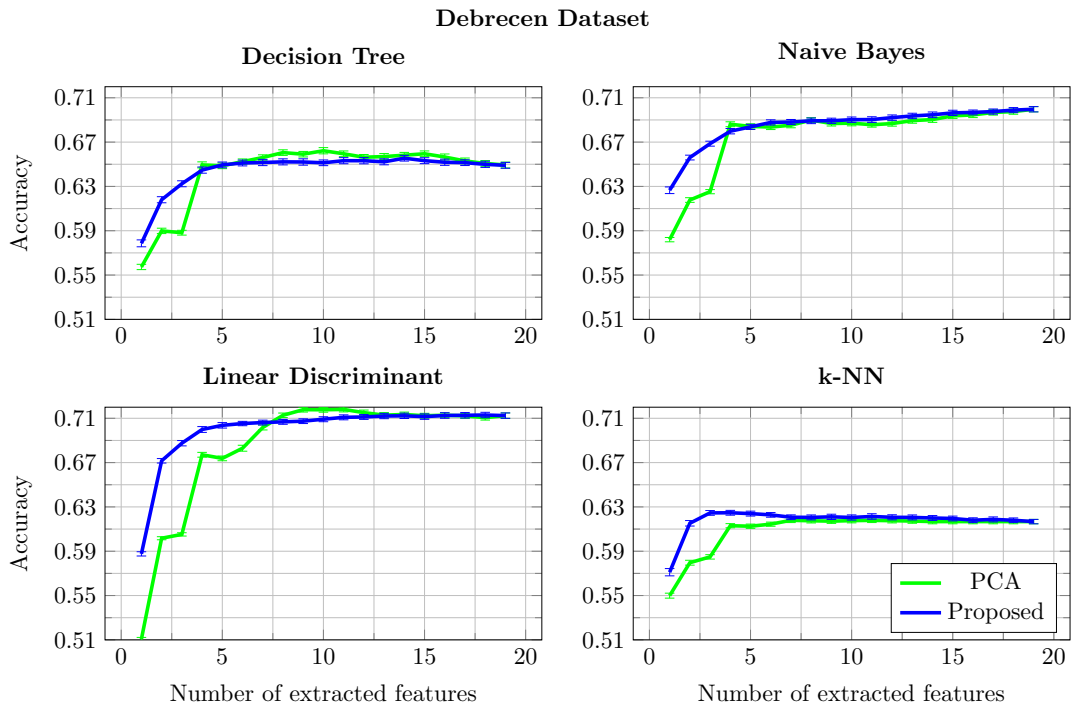 Debrecen Dataset
Decision Tree
Accuracy
0.71
0.67
0.63
0.59
0.55
0.51
0 5 10 15 20
Naive Bayes
0.71
0.67
0.63
0.59
0.55
0.51
0 5 10 15 20
Linear Discriminant
Accuracy
0.71
0.67
0.63
0.59
0.55
0.51
0 5 10 15 20
Number of extracted features
k-NN
0.71
0.67
0.63
0.59
0.55
0.51
PCA
Proposed
0 5 10 15 20
Number of extracted features